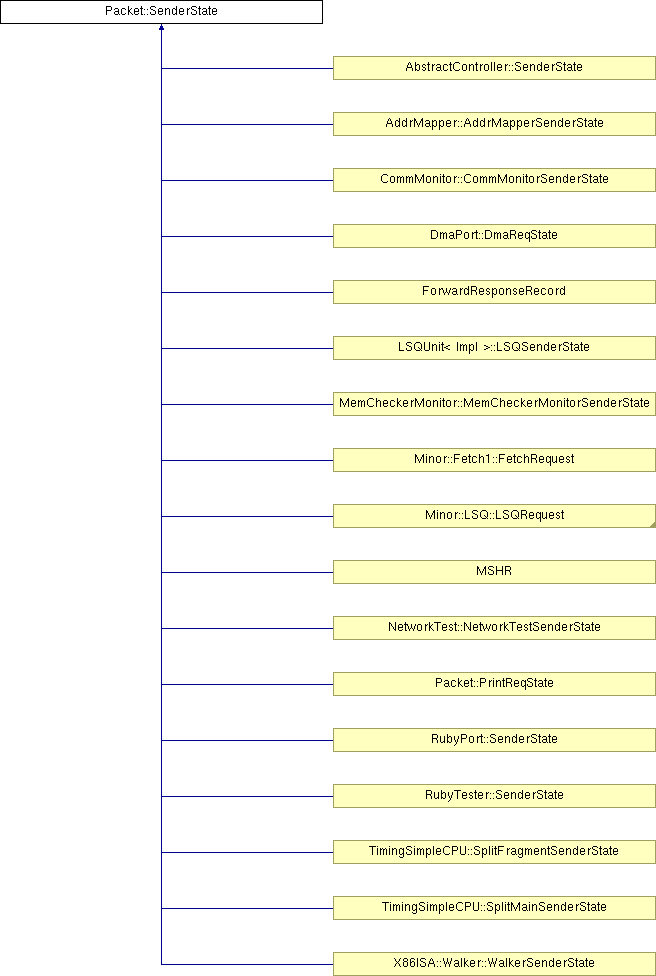 Packet::SenderState
AbstractController::SenderState
AddrMapper::AddrMapperSenderState
CommMonitor::CommMonitorSenderState
DmaPort::DmaReqState
ForwardResponseRecord
LSQUnit< Impl >::LSQSenderState
MemCheckerMonitor::MemCheckerMonitorSenderState
Minor::Fetch1::FetchRequest
Minor::LSQ::LSQRequest
MSHR
NetworkTest::NetworkTestSenderState
Packet::PrintReqState
RubyPort::SenderState
RubyTester::SenderState
TimingSimpleCPU::SplitFragmentSenderState
TimingSimpleCPU::SplitMainSenderState
X86ISA::Walker::WalkerSenderState